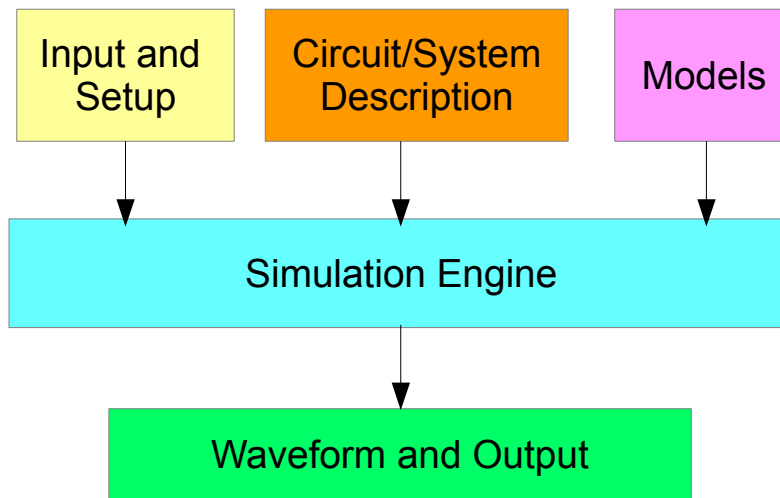 Input and
Setup
Circuit/System
Description
Models
Simulation Engine
Waveform and Output